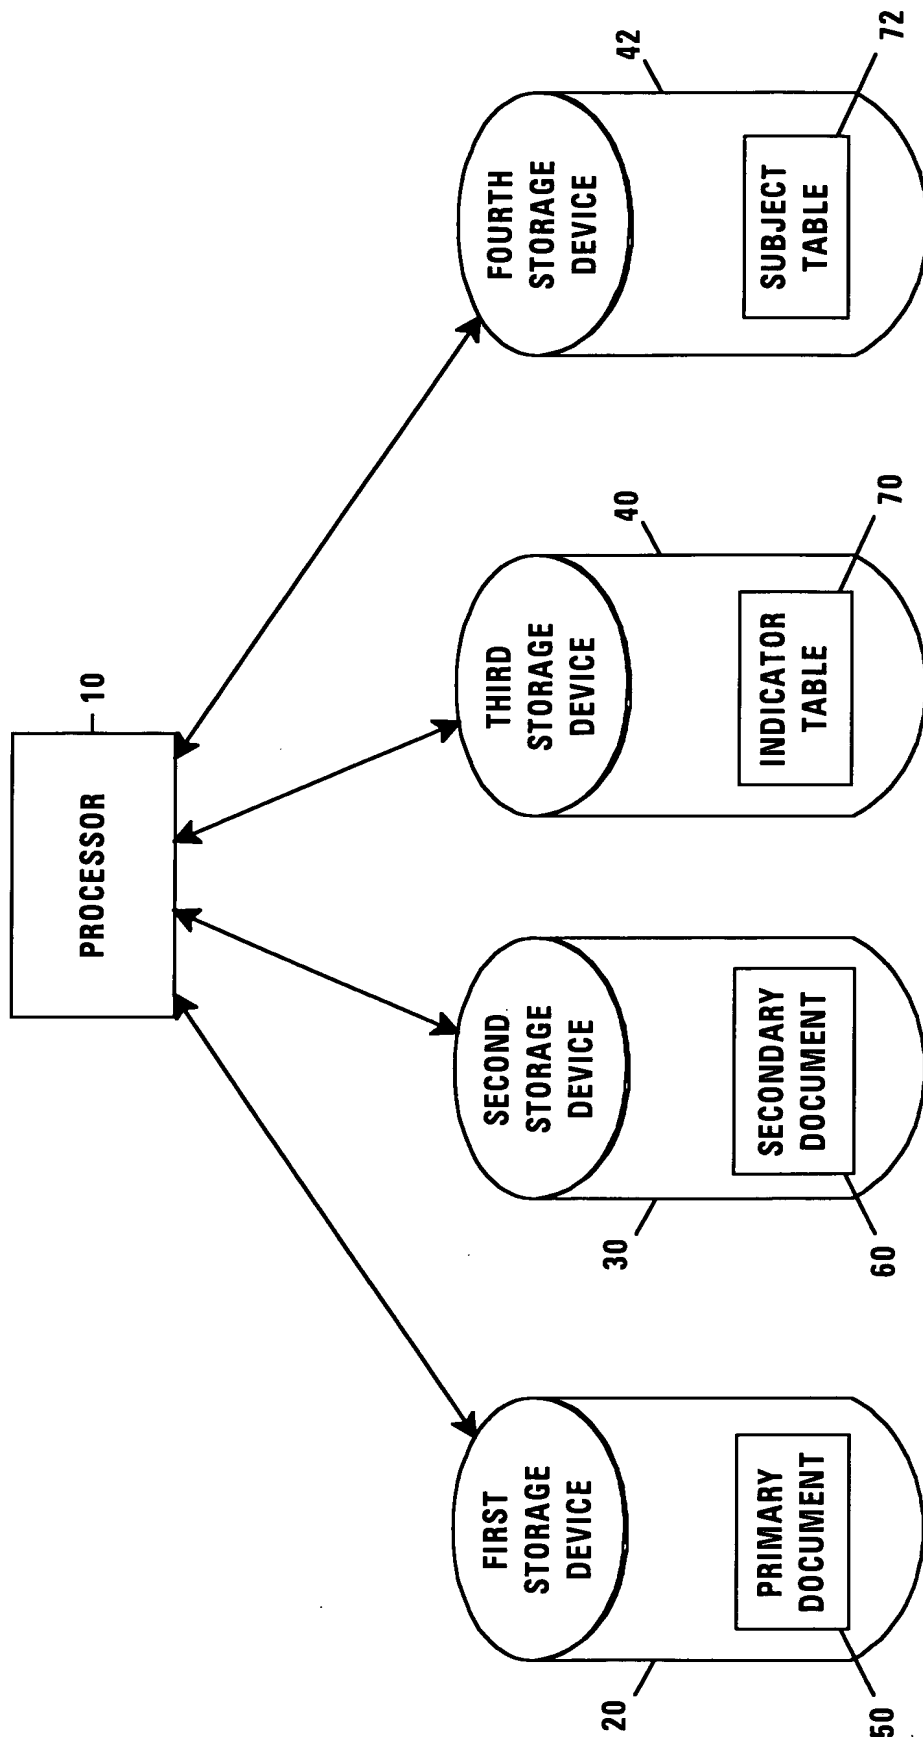 PROCESSOR
10
FIRST
STORAGE
DEVICE
20
PRIMARY
DOCUMENT
50
SECOND
STORAGE
DEVICE
30
SECONDARY
DOCUMENT
60
THIRD
STORAGE
DEVICE
40
INDICATOR
TABLE
70
FOURTH
STORAGE
DEVICE
42
SUBJECT
TABLE
72